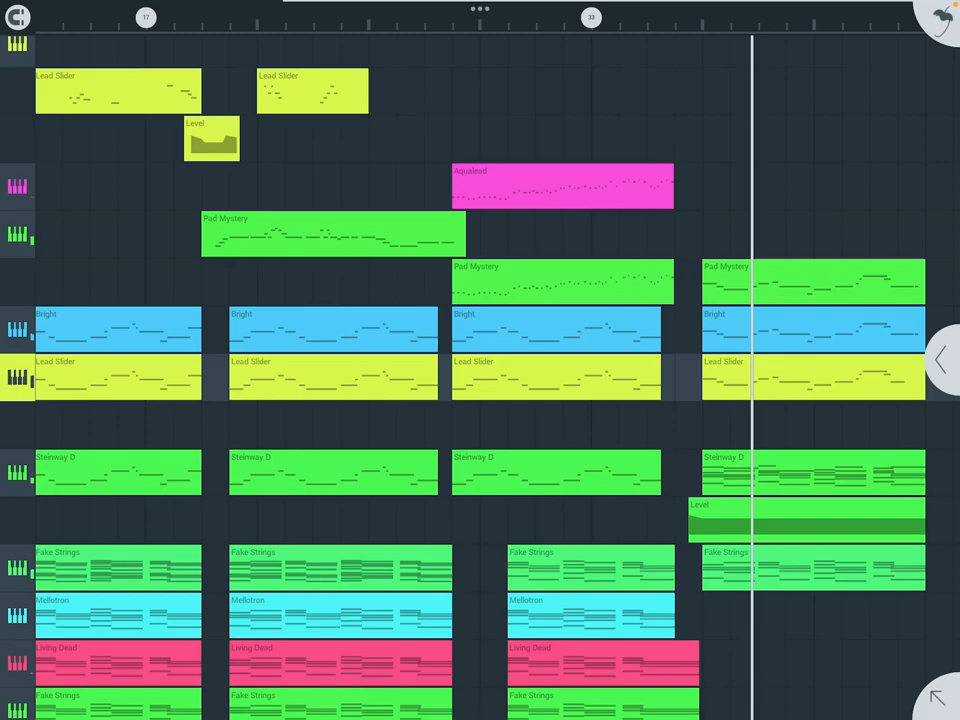 17
33
Lead Slider
Lead Slider
Level
Aqualead
Pad Mystery
Pad Mystery
Pad Mystery
Bright
Bright
Bright
Bright
Lead Slider
Lead Slider
Lead Slider
Lead Slider
Steinway D
Steinway D
Steinway D
Steinway D
Level
Fake Strings
Fake Strings
Fake Strings
Fake Strings
Mellotron
Mellotron
Mellotron
Living Dead
Living Dead
Living Dead
Fake Strings
Fake Strings
Fake Strings